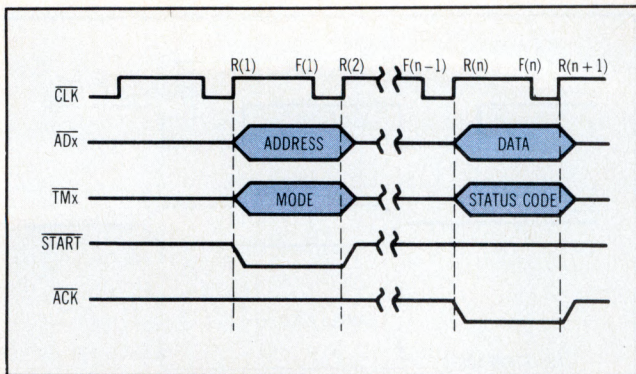 R(1) F(1) R(2) F(n−1) R(n) F(n) R(n + 1)
CLK
ADx ADDRESS DATA
TMx MODE STATUS CODE
START
ACK